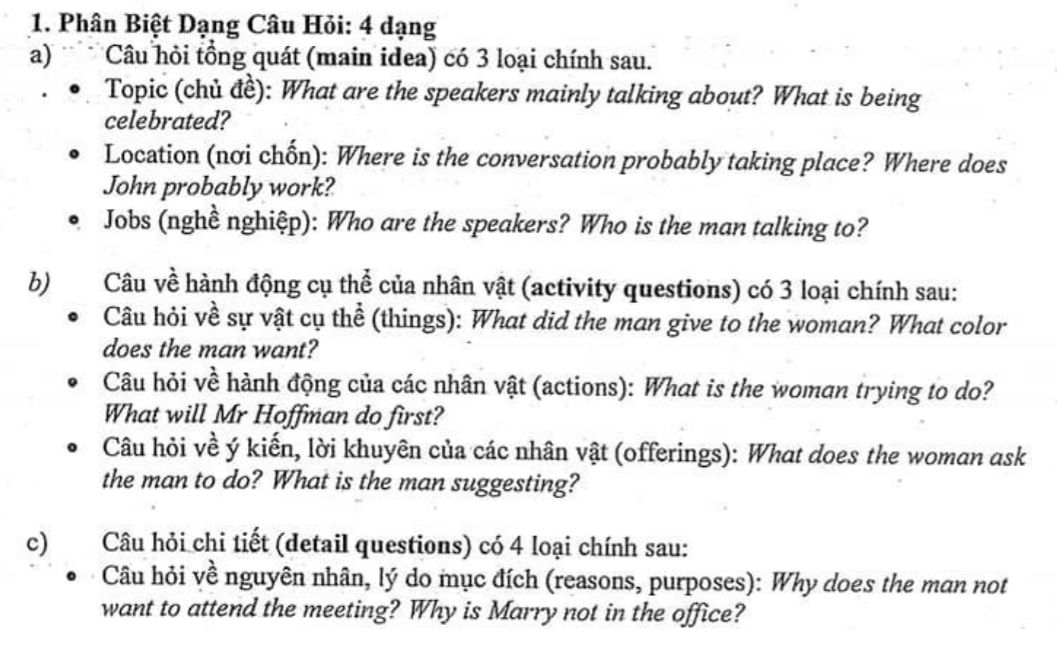 1. Phân Biệt Dạng Câu Hỏi: 4 dạng
a) Câu hỏi tổng quát (main idea) có 3 loại chính sau.
• Topic (chủ đề): What are the speakers mainly talking about? What is being
celebrated?
• Location (nơi chốn): Where is the conversation probably taking place? Where does
John probably work?
• Jobs (nghề nghiệp): Who are the speakers? Who is the man talking to?
b) Câu về hành động cụ thể của nhân vật (activity questions) có 3 loại chính sau:
• Câu hỏi về sự vật cụ thể (things): What did the man give to the woman? What color
does the man want?
• Câu hỏi về hành động của các nhân vật (actions): What is the woman trying to do?
What will Mr Hoffman do first?
• Câu hỏi về ý kiến, lời khuyên của các nhân vật (offerings): What does the woman ask
the man to do? What is the man suggesting?
c) Câu hỏi chi tiết (detail questions) có 4 loại chính sau:
• Câu hỏi về nguyên nhân, lý do mục đích (reasons, purposes): Why does the man not
want to attend the meeting? Why is Marry not in the office?